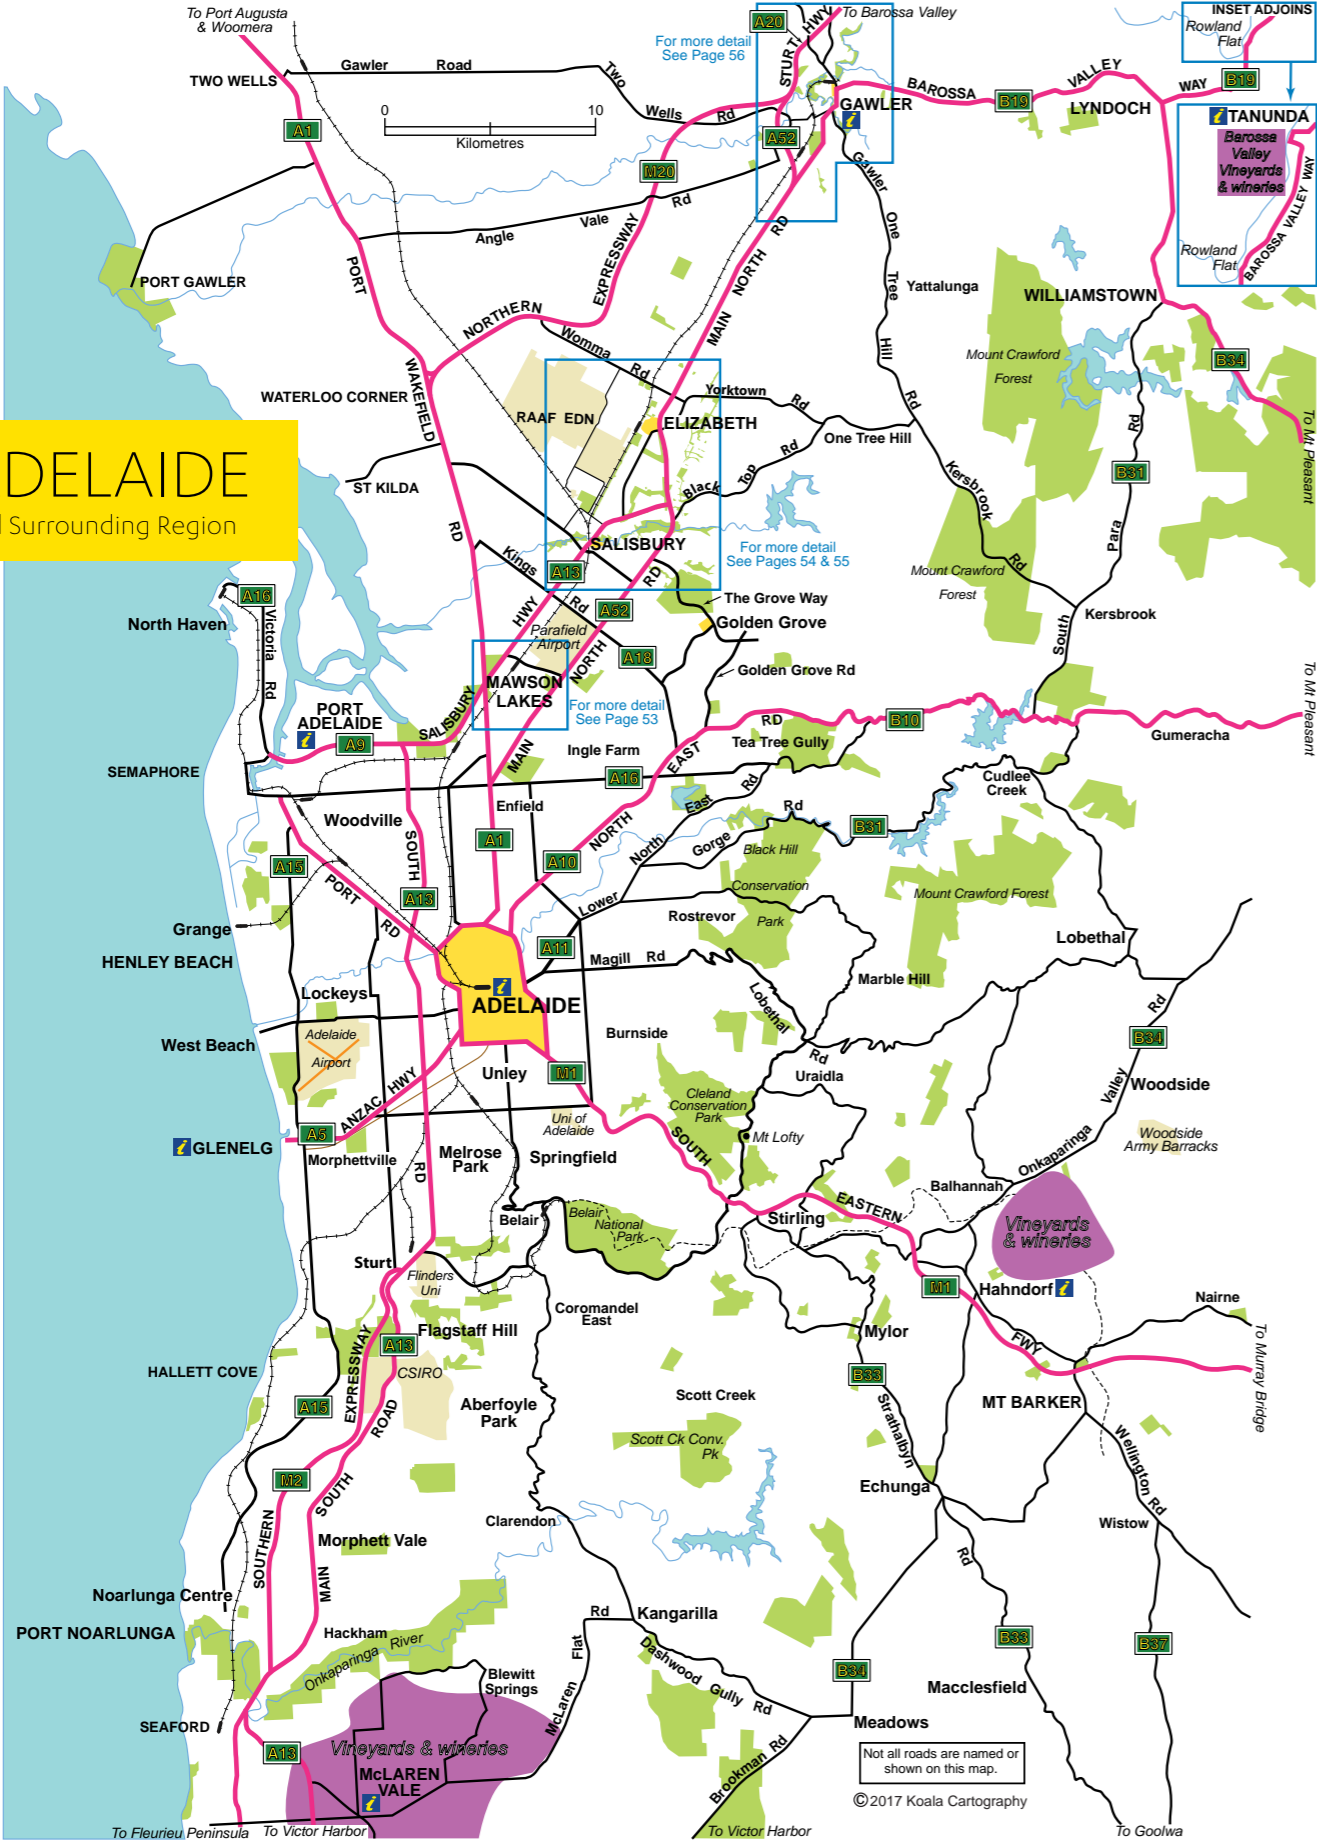 To Port Augusta
& Woomera
A20
To Barossa Valley
INSET ADJOINS
Rowland
Flat
For more detail
See Page 56
STURT HWY
TWO WELLS
Gawler Road
Two Wells Rd
0 10
Kilometres
A1
M20
A52
GAWLER
i
BAROSSA VALLEY WAY
B19
B19
LYNDOCH
i TANUNDA
Barossa
Valley
Vineyards
& wineries
BAROSSA VALLEY WAY
Rowland
Flat
Angle Vale Rd
PORT GAWLER
PORT WAKEFIELD RD
NORTHERN EXPRESSWAY
MAIN NORTH RD
Gawler One Tree Hill Rd
Yattalunga
WILLIAMSTOWN
Mount Crawford
Forest
B34
To Mt Pleasant
Womma Rd
WATERLOO CORNER
RAAF EDN
Yorktown Rd
ELIZABETH
One Tree Hill
Black Top Rd
B31
ADELAIDE
Surrounding Region
ST KILDA
SALISBURY
For more detail
See Pages 54 & 55
Kersbrook Rd
Mount Crawford
Forest
South Para Rd
Kings Rd
A13
A52
A16
Victoria Rd
North Haven
SALISBURY HWY
Parafield
Airport
MAIN NORTH RD
The Grove Way
Golden Grove
Kersbrook
A18
MAWSON
LAKES
For more detail
See Page 53
Golden Grove Rd
To Mt Pleasant
PORT
ADELAIDE
i
A9
B10
Gumeracha
Ingle Farm
Tea Tree Gully
NORTH EAST RD
SEMAPHORE
A16
Cudlee
Creek
Enfield
Woodville
SOUTH RD
A1
A10
Lower North East Rd
Gorge Rd
B31
Black Hill
Conservation
Park
A15
PORT RD
A13
Mount Crawford Forest
Rostrevor
Grange
HENLEY BEACH
A11
Magill Rd
Lobethal
Marble Hill
Lockeys
i
ADELAIDE
Lobethal Rd
Burnside
West Beach
Adelaide
Airport
Unley
M1
Uraidla
B34
Woodside
Onkaparinga Valley Rd
Cleland
Conservation
Park
Uni of
Adelaide
ANZAC HWY
A5
i GLENELG
Mt Lofty
Woodside
Army Barracks
Morphettville
Melrose
Park
Springfield
SOUTH EASTERN FWY
Balhannah
Belair
Belair
National
Park
Stirling
Vineyards
& wineries
Sturt
Flinders
Uni
M1
Hahndorf i
Nairne
Coromandel
East
Flagstaff Hill
A13
Mylor
To Murray Bridge
HALLETT COVE
CSIRO
B33
Strathalbyn Rd
MT BARKER
Scott Creek
Aberfoyle
Park
A15
SOUTHERN EXPRESSWAY
MAIN SOUTH ROAD
Scott Ck Conv.
Pk
Wellington Rd
M2
Echunga
Clarendon
Wistow
Morphett Vale
Noarlunga Centre
PORT NOARLUNGA
Kangarilla
McLaren Flat Rd
Hackham
Onkaparinga River
B33
B37
Dashwood Gully Rd
B34
Blewitt
Springs
Macclesfield
SEAFORD
Meadows
A13
Vineyards & wineries
McLAREN
VALE
i
Brookman Rd
Not all roads are named or
shown on this map.
©2017 Koala Cartography
To Fleurieu Peninsula
To Victor Harbor
To Victor Harbor
To Goolwa